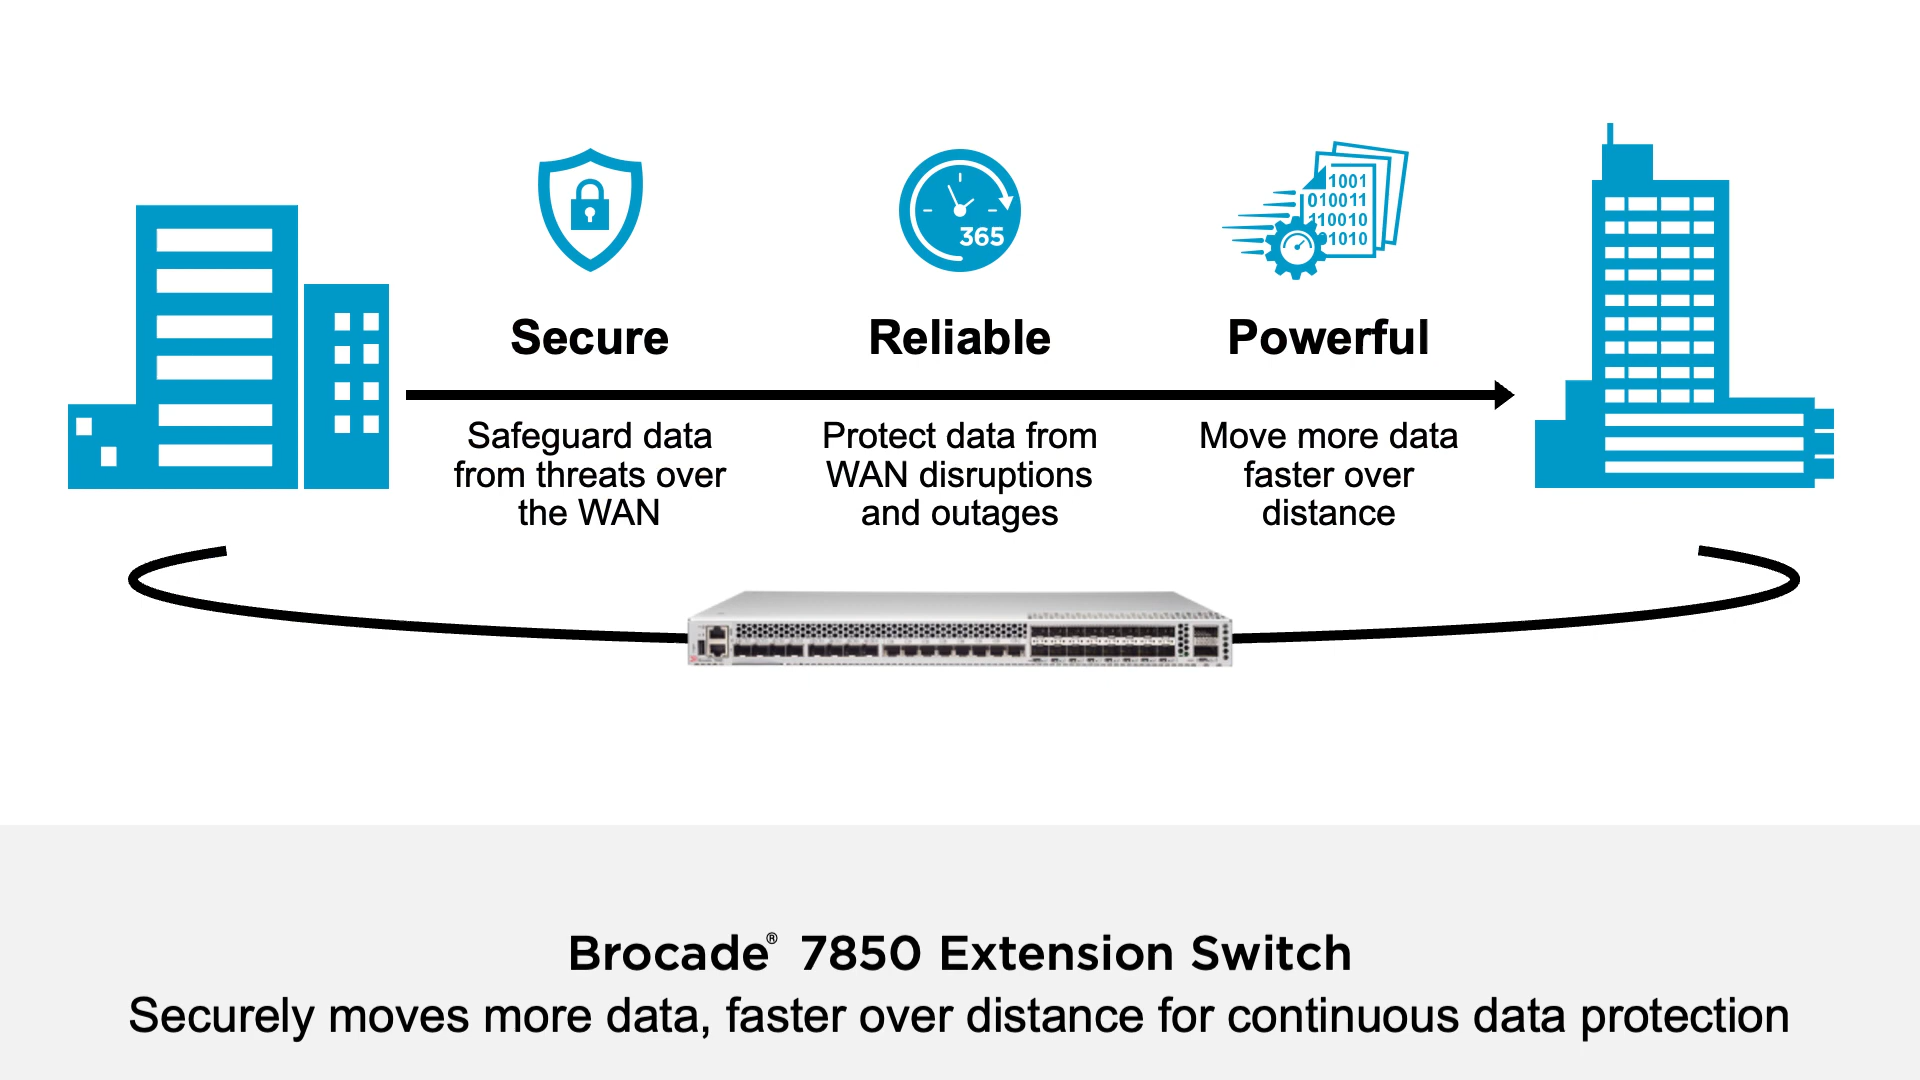 1001
010011
110010
01010
365
Secure
Reliable
Powerful
Safeguard data
from threats over
the WAN
Protect data from
WAN disruptions
and outages
Move more data
faster over
distance
Brocade® 7850 Extension Switch
Securely moves more data, faster over distance for continuous data protection